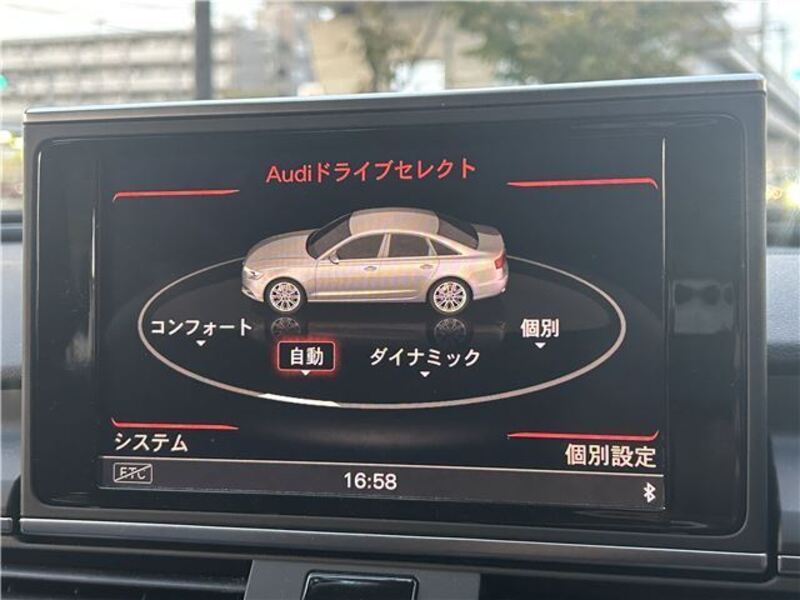 Audiドライブセレクト
コンフォート
自動
ダイナミック
個別
システム
個別設定
ETC
16:58